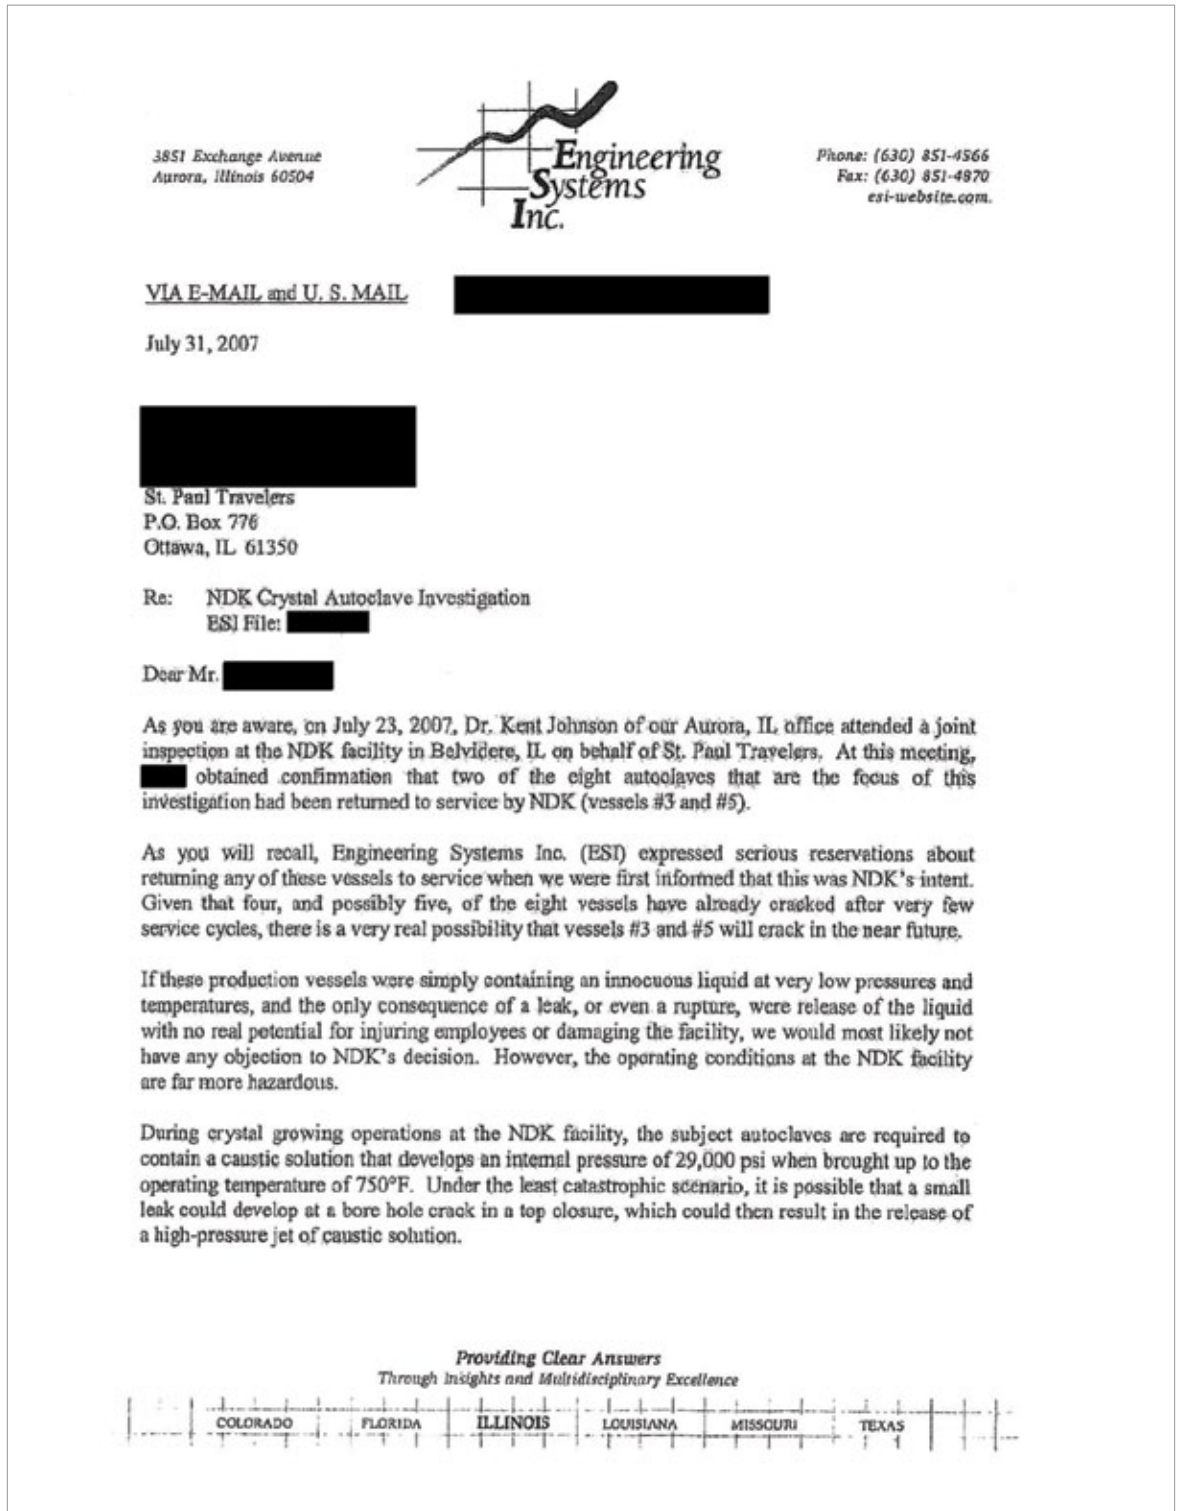 3851 Exchange Avenue
Aurora, Illinois 60504
Engineering
Systems
Inc.
Phone: (630) 851-4566
Fax: (630) 851-4870
esi-website.com.
VIA E-MAIL and U. S. MAIL
July 31, 2007
St. Paul Travelers
P.O. Box 776
Ottawa, IL 61350
Re: NDK Crystal Autoclave Investigation
ESI File:
Dear Mr.
As you are aware, on July 23, 2007, Dr. Kent Johnson of our Aurora, IL office attended a joint
inspection at the NDK facility in Belvidere, IL on behalf of St. Paul Travelers. At this meeting,
obtained confirmation that two of the eight autoclaves that are the focus of this
investigation had been returned to service by NDK (vessels #3 and #5).
As you will recall, Engineering Systems Inc. (ESI) expressed serious reservations about
returning any of these vessels to service when we were first informed that this was NDK's intent.
Given that four, and possibly five, of the eight vessels have already cracked after very few
service cycles, there is a very real possibility that vessels #3 and #5 will crack in the near future.
If these production vessels were simply containing an innocuous liquid at very low pressures and
temperatures, and the only consequence of a leak, or even a rupture, were release of the liquid
with no real potential for injuring employees or damaging the facility, we would most likely not
have any objection to NDK's decision. However, the operating conditions at the NDK facility
are far more hazardous.
During crystal growing operations at the NDK facility, the subject autoclaves are required to
contain a caustic solution that develops an internal pressure of 29,000 psi when brought up to the
operating temperature of 750°F. Under the least catastrophic scenario, it is possible that a small
leak could develop at a bore hole crack in a top closure, which could then result in the release of
a high-pressure jet of caustic solution.
Providing Clear Answers
Through Insights and Multidisciplinary Excellence
COLORADO FLORIDA ILLINOIS LOUISIANA MISSOURI TEXAS